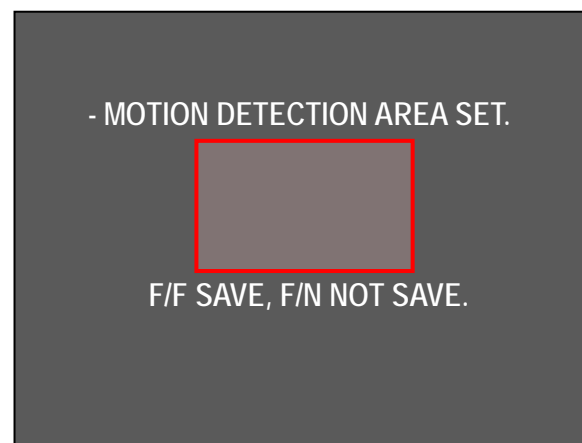 - MOTION DETECTION AREA SET.
F/F SAVE, F/N NOT SAVE.